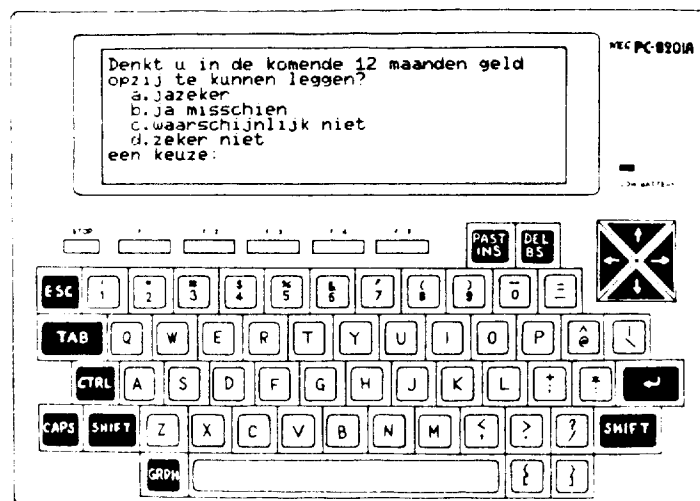 NEC PC-8201A
Denkt u in de komende 12 maanden geld
opzij te kunnen leggen?
a.jazeker
b.ja misschien
c.waarschijnlijk niet
d.zeker niet
een keuze:
LOW BATTERY
STOP
PAST INS DEL BS
ESC 1 2 3 4 5 6 7 8 9 0
TAB Q W E R T Y U I O P @ \
CTRL A S D F G H J K L
CAPS SHIFT Z X C V B N M < , > . ? / SHIFT
GRPH [ ]